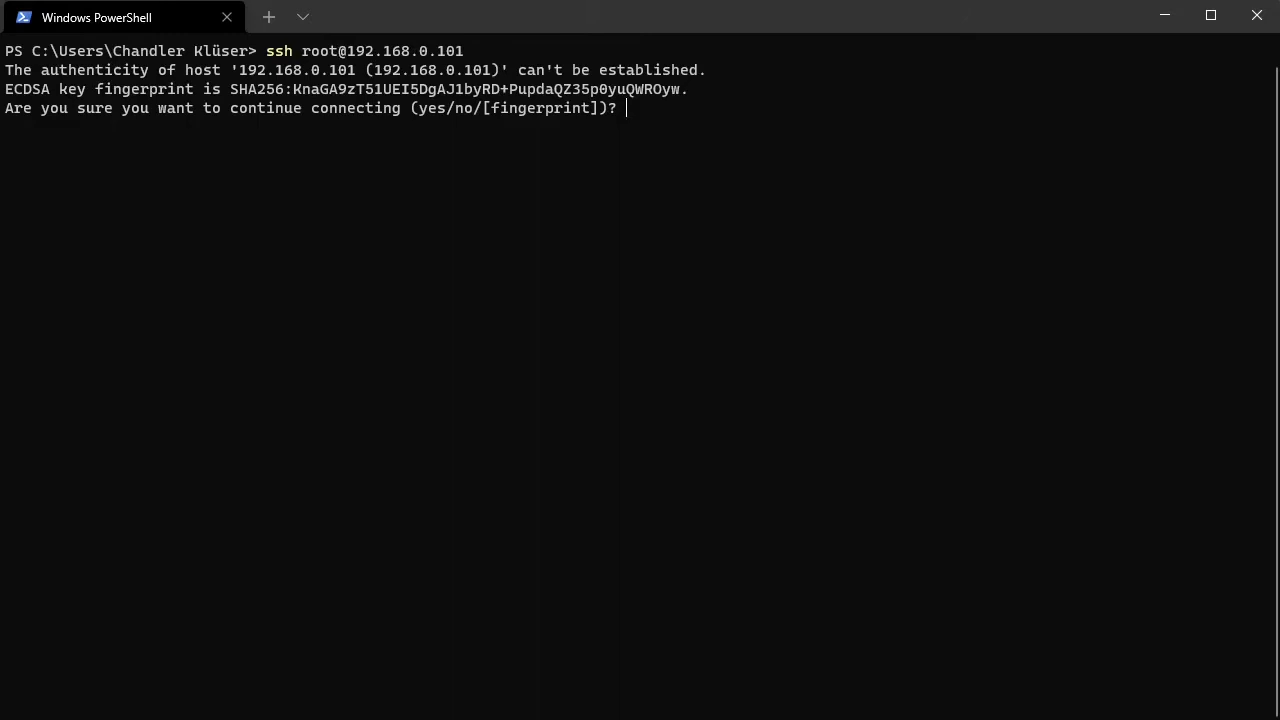 Windows PowerShell
PS C:\Users\Chandler Klüser> ssh root@192.168.0.101
The authenticity of host '192.168.0.101 (192.168.0.101)' can't be established.
ECDSA key fingerprint is SHA256:KnaGA9zT51UEI5DgAJ1byRD+PupdaQZ35p0yuQWROyw.
Are you sure you want to continue connecting (yes/no/[fingerprint])?